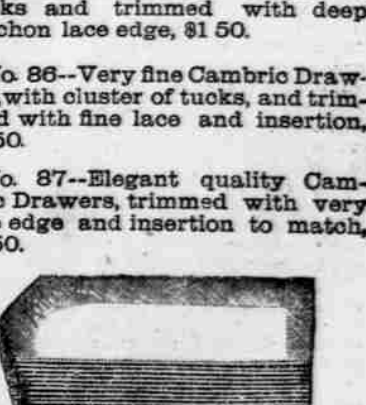 ks and trimmed with deep
chon lace edge, $1 50.
o. 86--Very fine Cambric Draw-
, with cluster of tucks, and trim-
d with fine lace and insertion,
50.
o. 87--Elegant quality Cam-
c Drawers, trimmed with very
e edge and insertion to match,
50.